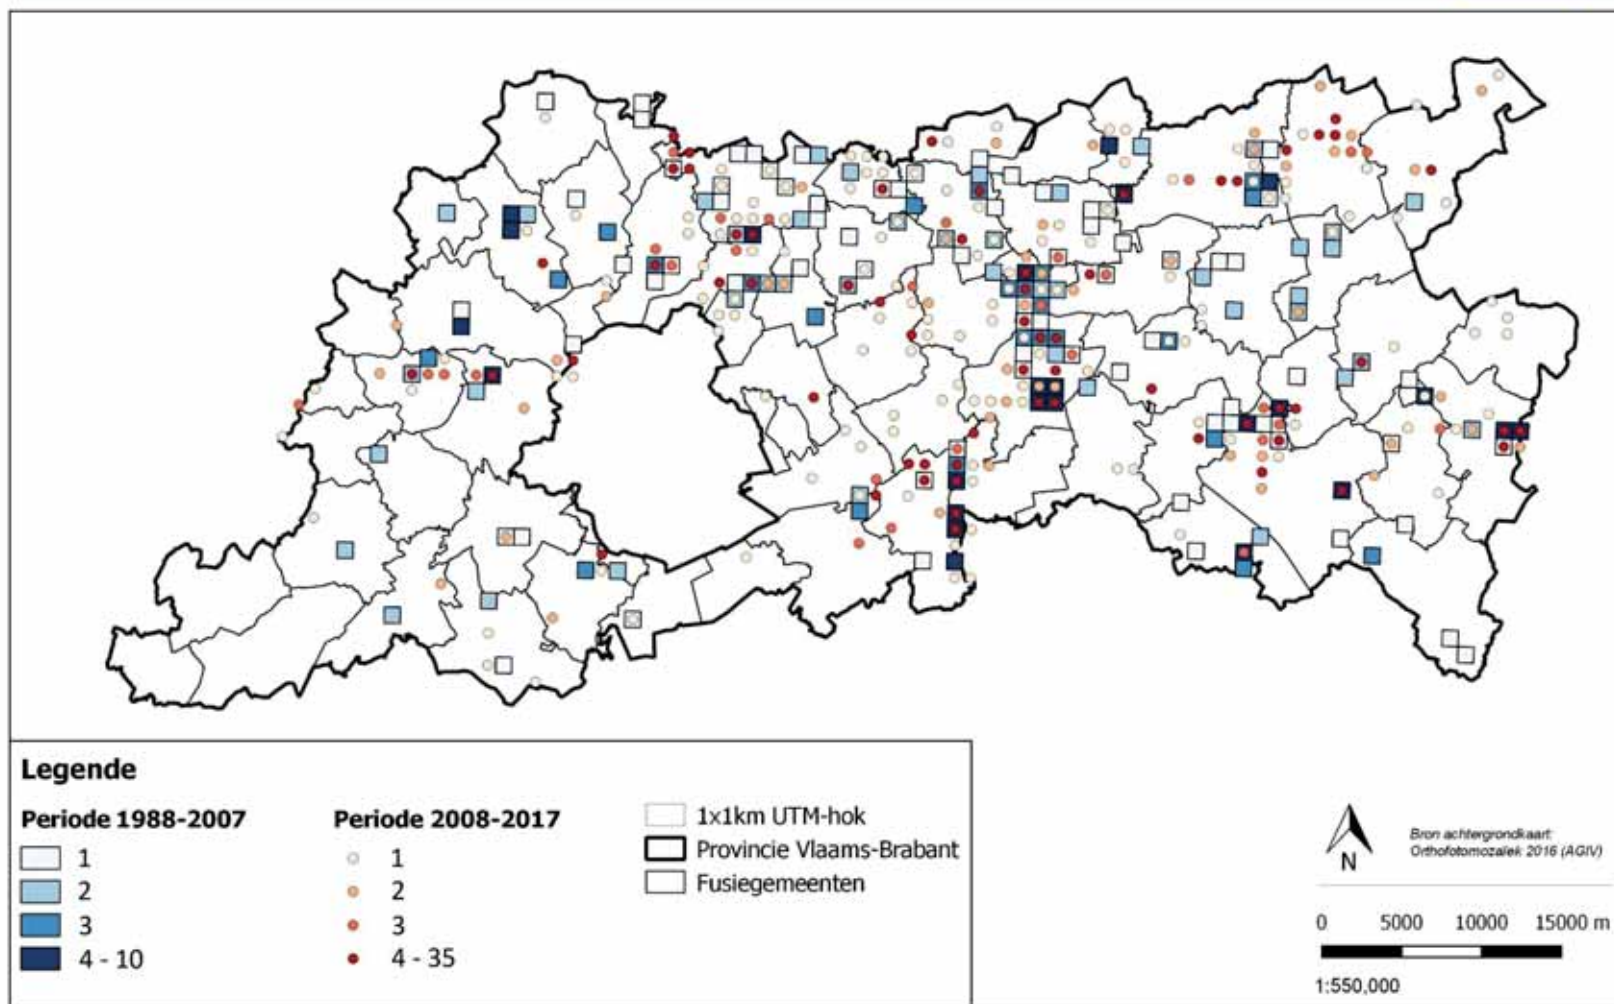 Legende
Periode 1988-2007
1
2
3
4 - 10
Periode 2008-2017
1
2
3
4 - 35
1x1km UTM-hok
Provincie Vlaams-Brabant
Fusiegemeenten
N
Bron achtergrondkaart:
Orthofotomozaïek 2016 (AGIV)
0 5000 10000 15000 m
1:550,000